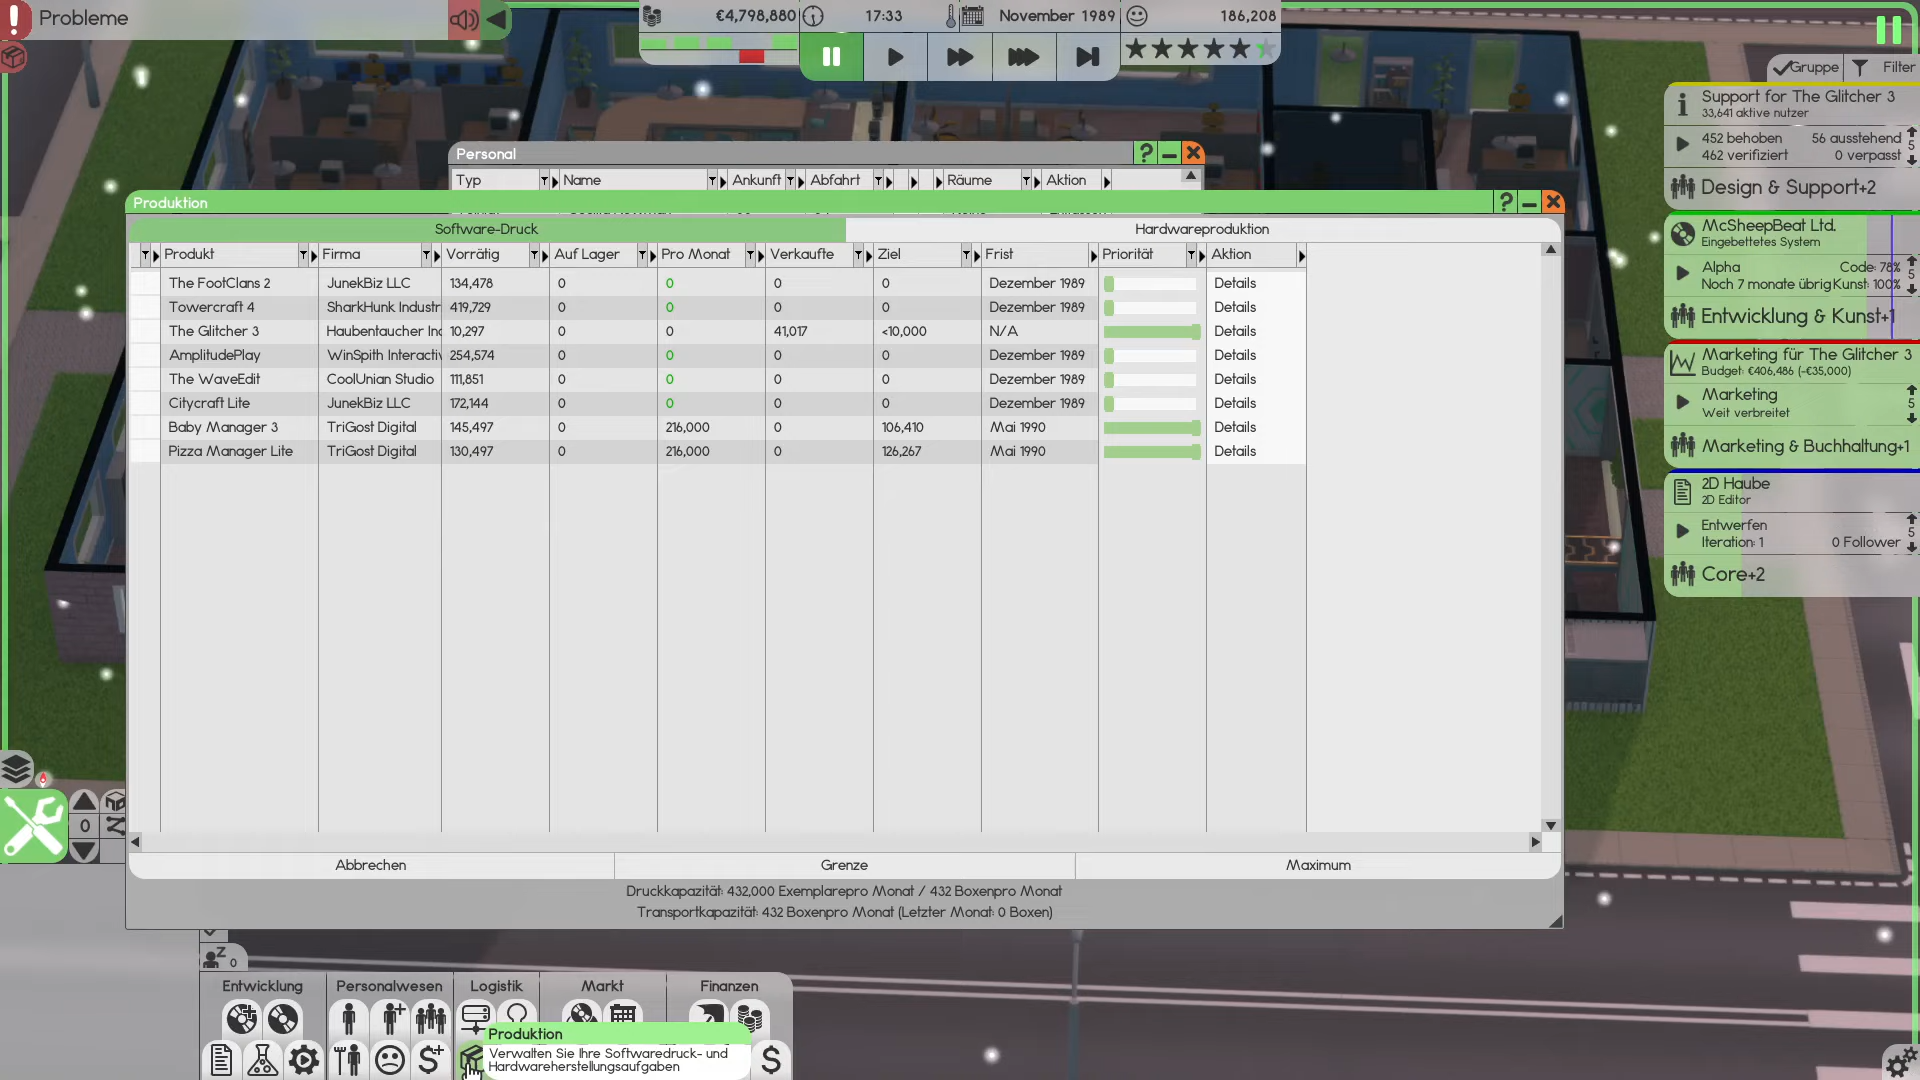 Probleme
€4,798,880
17:33
November 1989
186,208
Gruppe
Filter
Support for The Glitcher 3
33,641 aktive nutzer
452 behoben 56 ausstehend
462 verifiziert 0 verpasst
5
Design & Support+2
McSheepBeat Ltd.
Eingebettetes System
Alpha Code: 78%
Noch 7 monate übrig Kunst: 100%
5
Entwicklung & Kunst+1
Marketing für The Glitcher 3
Budget: €406,486 (-€35,000)
Marketing
Weit verbreitet
5
Marketing & Buchhaltung+1
2D Haube
2D Editor
Entwerfen
Iteration: 1 0 Follower
5
Core+2
Personal
?
Typ Name Ankunft Abfahrt Räume Aktion
Produktion
?
Software-Druck Hardwareproduktion
Produkt Firma Vorrätig Auf Lager Pro Monat Verkaufte Ziel Frist Priorität Aktion
The FootClans 2 JunekBiz LLC 134,478 0 0 0 0 Dezember 1989 Details
Towercraft 4 SharkHunk Industr 419,729 0 0 0 0 Dezember 1989 Details
The Glitcher 3 Haubentaucher Inc 10,297 0 0 41,017 <10,000 N/A Details
AmplitudePlay WinSpith Interactiv 254,574 0 0 0 0 Dezember 1989 Details
The WaveEdit CoolUnian Studio 111,851 0 0 0 0 Dezember 1989 Details
Citycraft Lite JunekBiz LLC 172,144 0 0 0 0 Dezember 1989 Details
Baby Manager 3 TriGost Digital 145,497 0 216,000 0 106,410 Mai 1990 Details
Pizza Manager Lite TriGost Digital 130,497 0 216,000 0 126,267 Mai 1990 Details
Abbrechen Grenze Maximum
Druckkapazität: 432,000 Exemplarepro Monat / 432 Boxenpro Monat
Transportkapazität: 432 Boxenpro Monat (Letzter Monat: 0 Boxen)
0
Z 0
Entwicklung Personalwesen Logistik Markt Finanzen
Produktion
Verwalten Sie Ihre Softwaredruck- und
Hardwareherstellungsaufgaben